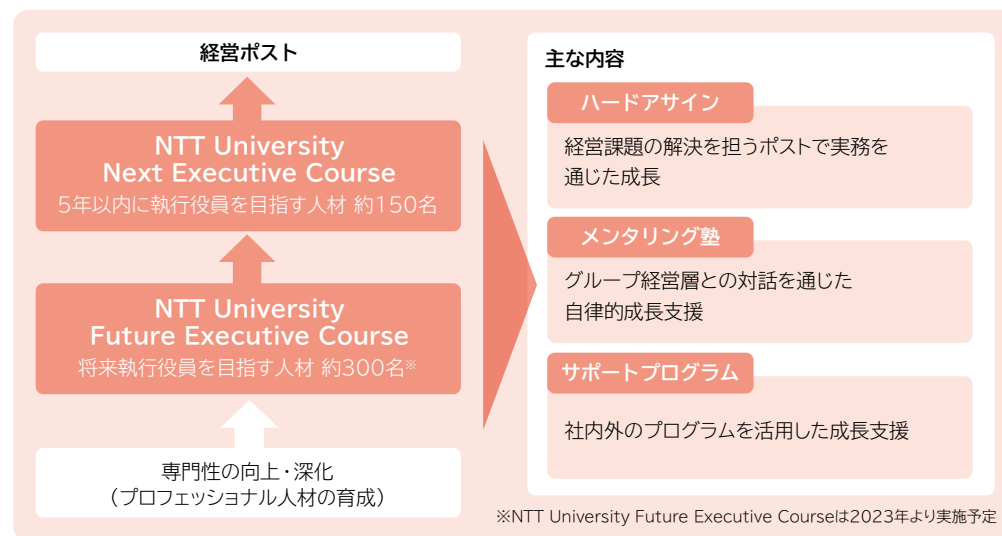 経営ポスト
NTT University
Next Executive Course
5年以内に執行役員を目指す人材 約150名
NTT University
Future Executive Course
将来執行役員を目指す人材 約300名※
専門性の向上・深化
（プロフェッショナル人材の育成）
主な内容
ハードアサイン
経営課題の解決を担うポストで実務を
通じた成長
メンタリング塾
グループ経営層との対話を通じた
自律的成長支援
サポートプログラム
社内外のプログラムを活用した成長支援
※NTT University Future Executive Courseは2023年より実施予定